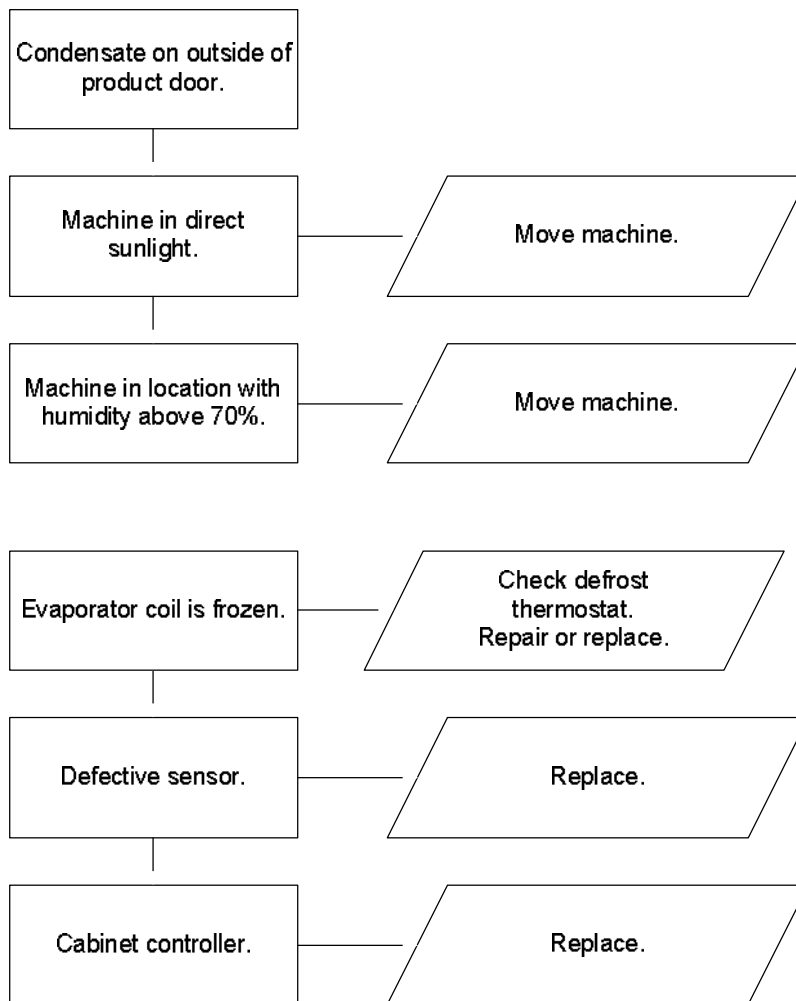 Condensate on outside of
product door.
Machine in direct
sunlight.
Move machine.
Machine in location with
humidity above 70%.
Move machine.
Evaporator coil is frozen.
Check defrost
thermostat.
Repair or replace.
Defective sensor.
Replace.
Cabinet controller.
Replace.